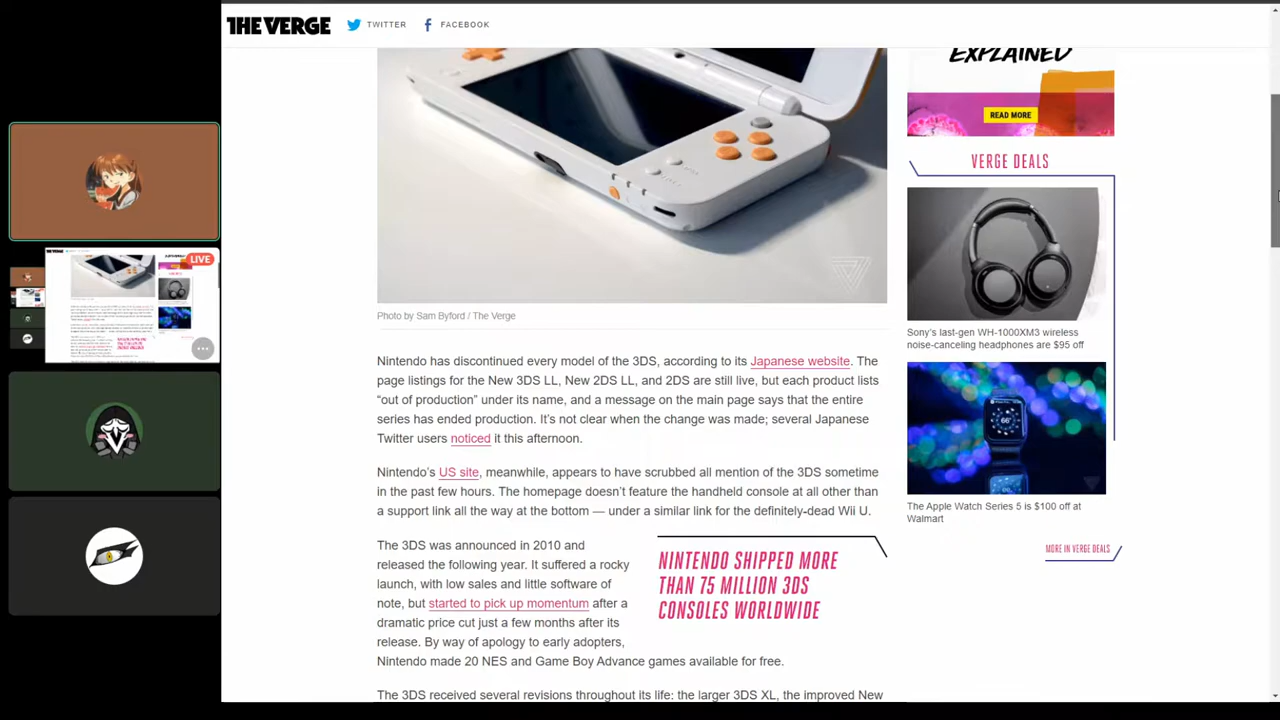 THE VERGE
TWITTER
FACEBOOK
EXPLAINED
READ MORE
VERGE DEALS
LIVE
Photo by Sam Byford / The Verge
Nintendo has discontinued every model of the 3DS, according to its Japanese website. The
page listings for the New 3DS LL, New 2DS LL, and 2DS are still live, but each product lists
“out of production” under its name, and a message on the main page says that the entire
series has ended production. It’s not clear when the change was made; several Japanese
Twitter users noticed it this afternoon.
Nintendo’s US site, meanwhile, appears to have scrubbed all mention of the 3DS sometime
in the past few hours. The homepage doesn’t feature the handheld console at all other than
a support link all the way at the bottom — under a similar link for the definitely-dead Wii U.
The 3DS was announced in 2010 and
released the following year. It suffered a rocky
launch, with low sales and little software of
note, but started to pick up momentum after a
dramatic price cut just a few months after its
release. By way of apology to early adopters,
Nintendo made 20 NES and Game Boy Advance games available for free.
NINTENDO SHIPPED MORE
THAN 75 MILLION 3DS
CONSOLES WORLDWIDE
The 3DS received several revisions throughout its life: the larger 3DS XL, the improved New
Sony’s last-gen WH-1000XM3 wireless
noise-canceling headphones are $95 off
The Apple Watch Series 5 is $100 off at
Walmart
MORE IN VERGE DEALS